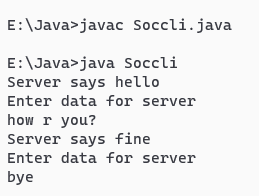 E:\Java>javac Soccli.java
E:\Java>java Soccli
Server says hello
Enter data for server
how r you?
Server says fine
Enter data for server
bye